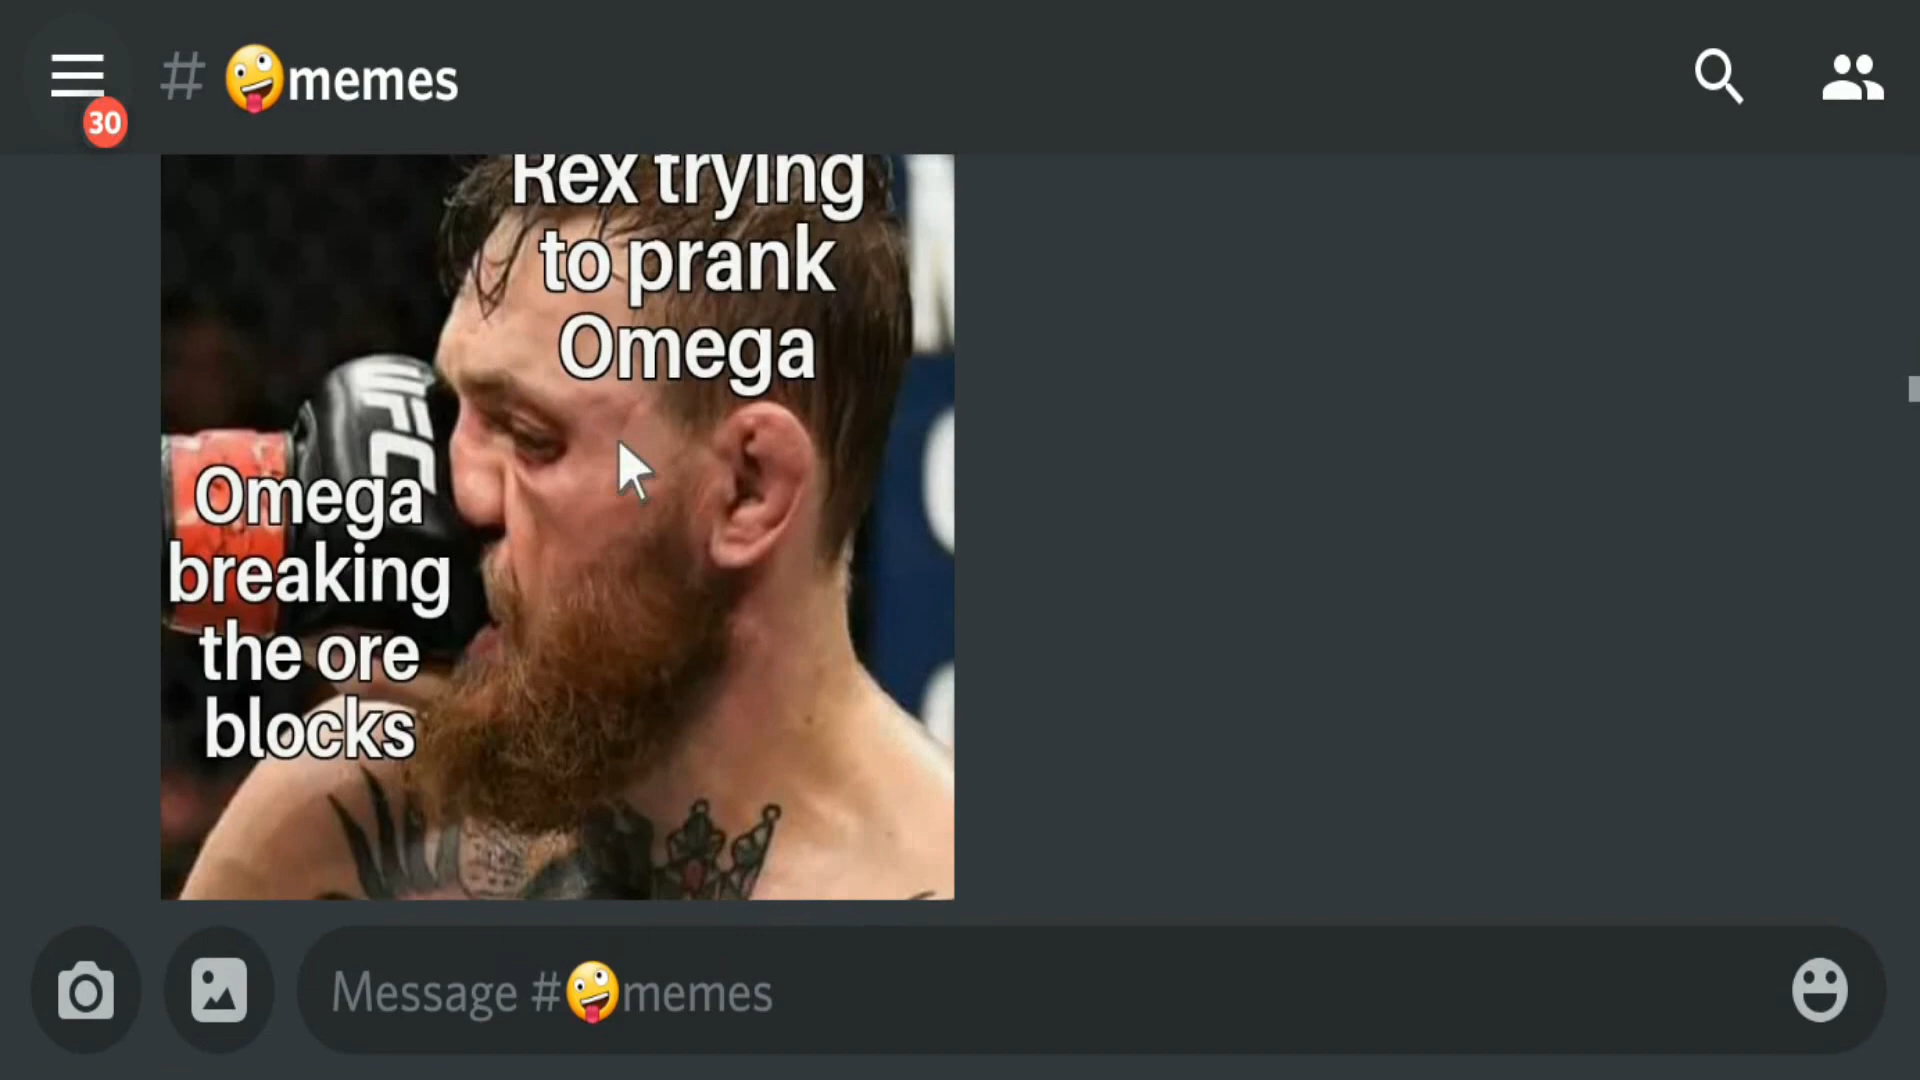 # 🤪memes
30
Rex trying
to prank
Omega
UFC
Omega
breaking
the ore
blocks
Message #🤪memes